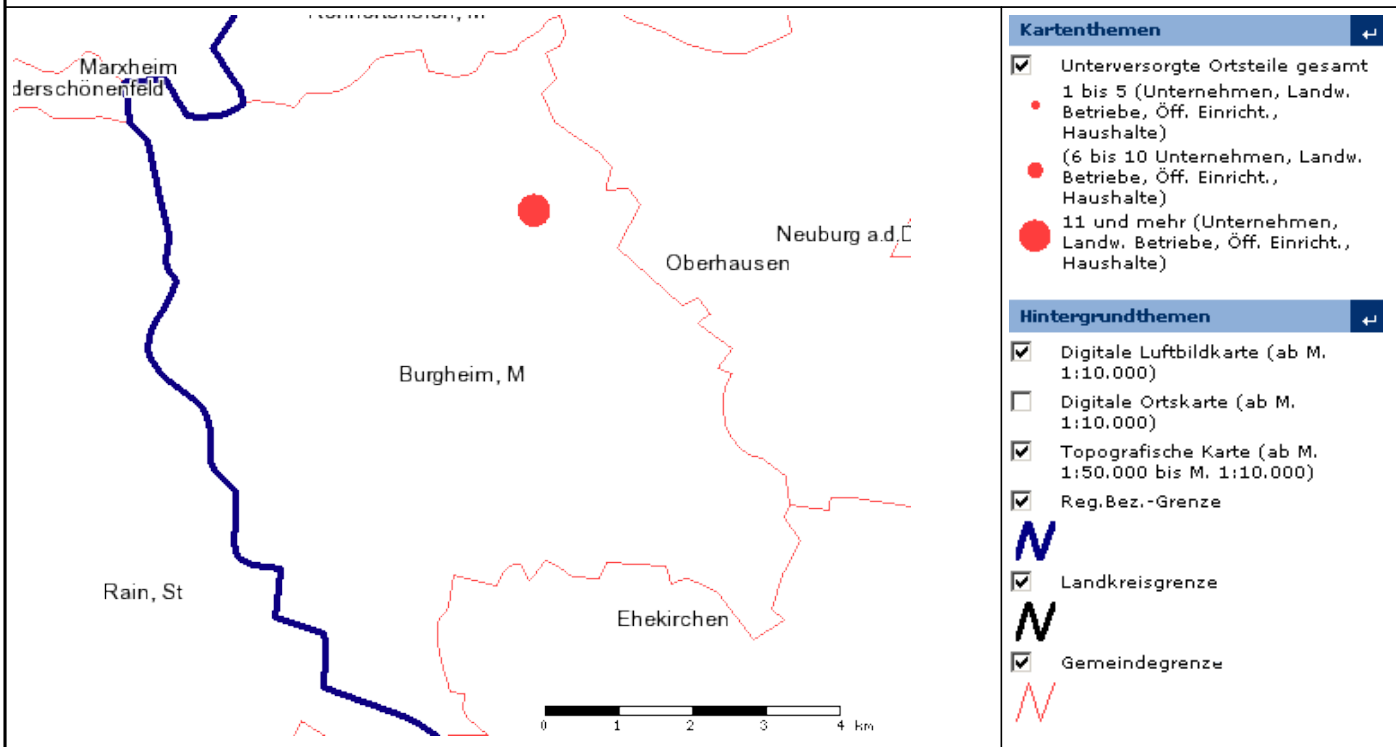 Marxheim
derschönenfeld
Neuburg a.d.
Oberhausen
Burgheim, M
Rain, St
Ehekirchen
0 1 2 3 4 km
Kartenthemen
Unterversorgte Ortsteile gesamt
1 bis 5 (Unternehmen, Landw.
Betriebe, Öff. Einricht.,
Haushalte)
(6 bis 10 Unternehmen, Landw.
Betriebe, Öff. Einricht.,
Haushalte)
11 und mehr (Unternehmen,
Landw. Betriebe, Öff. Einricht.,
Haushalte)
Hintergrundthemen
Digitale Luftbildkarte (ab M.
1:10.000)
Digitale Ortskarte (ab M.
1:10.000)
Topografische Karte (ab M.
1:50.000 bis M. 1:10.000)
Reg.Bez.-Grenze
Landkreisgrenze
Gemeindegrenze